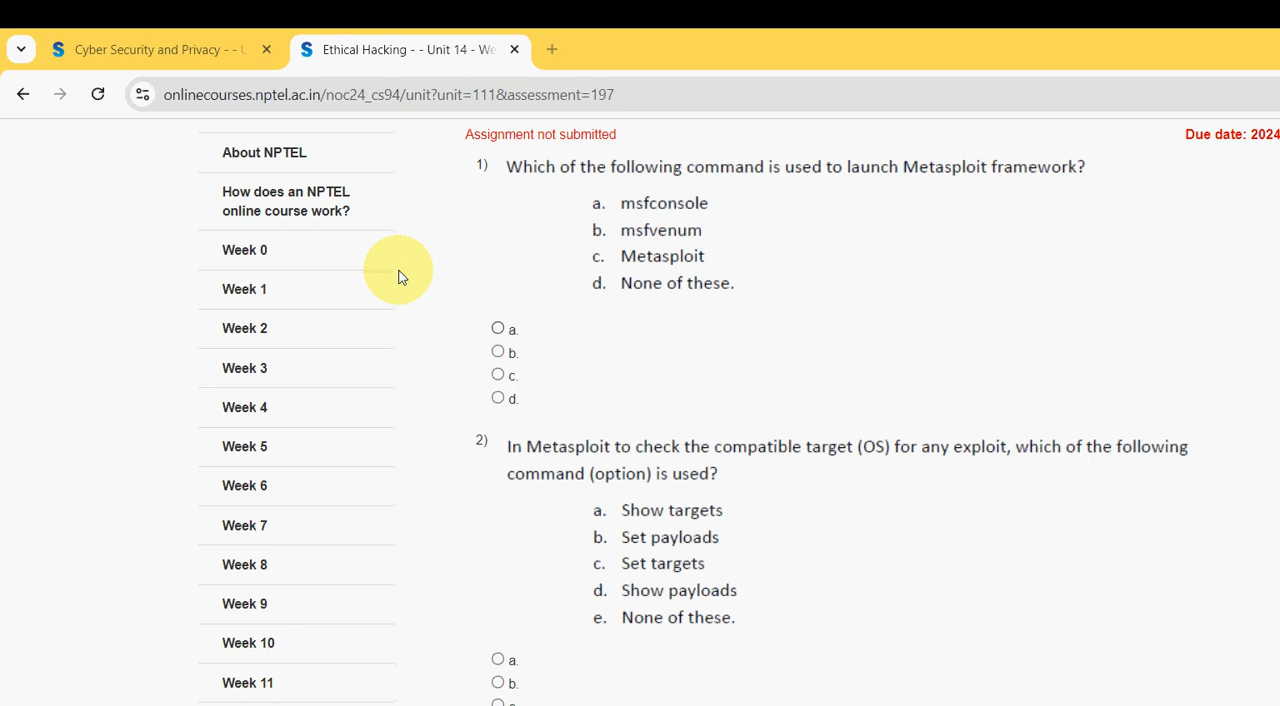 Cyber Security and Privacy - - U
Ethical Hacking - - Unit 14 - We
onlinecourses.nptel.ac.in/noc24_cs94/unit?unit=111&assessment=197
About NPTEL
How does an NPTEL
online course work?
Week 0
Week 1
Week 2
Week 3
Week 4
Week 5
Week 6
Week 7
Week 8
Week 9
Week 10
Week 11
Assignment not submitted
Due date: 2024
1) Which of the following command is used to launch Metasploit framework?
a. msfconsole
b. msfvenum
c. Metasploit
d. None of these.
a.
b.
c.
d.
2) In Metasploit to check the compatible target (OS) for any exploit, which of the following
command (option) is used?
a. Show targets
b. Set payloads
c. Set targets
d. Show payloads
e. None of these.
a.
b.